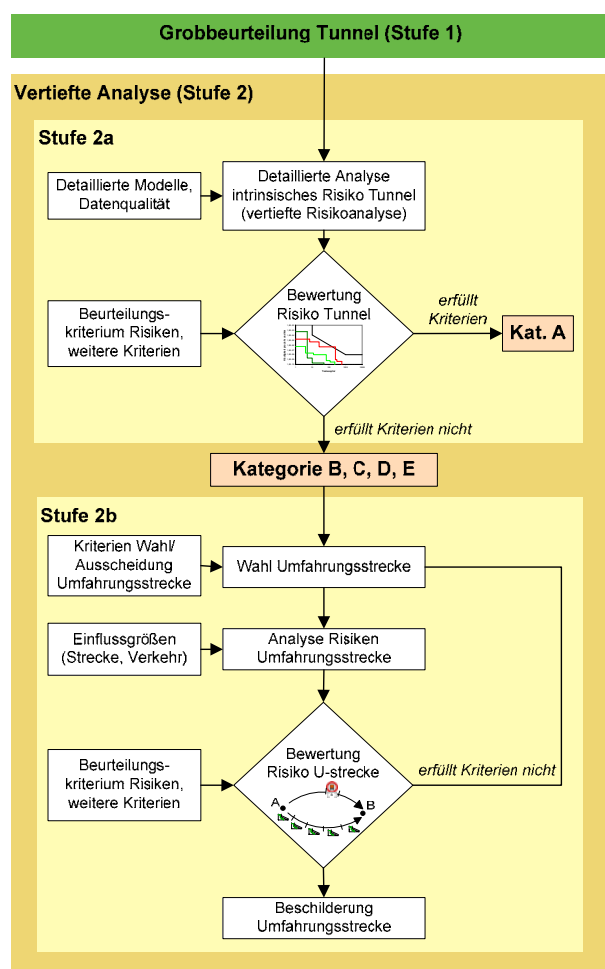 Grobbeurteilung Tunnel (Stufe 1)
Vertiefte Analyse (Stufe 2)
Stufe 2a
Detaillierte Modelle,
Datenqualität
Detaillierte Analyse
intrinsisches Risiko Tunnel
(vertiefte Risikoanalyse)
Beurteilungs-
kriterium Risiken,
weitere Kriterien
Bewertung
Risiko Tunnel
erfüllt
Kriterien
Kat. A
erfüllt Kriterien nicht
Kategorie B, C, D, E
Stufe 2b
Kriterien Wahl/
Ausscheidung
Umfahrungsstrecke
Wahl Umfahrungsstrecke
Einflussgrößen
(Strecke, Verkehr)
Analyse Risiken
Umfahrungsstrecke
Beurteilungs-
kriterium Risiken,
weitere Kriterien
Bewertung
Risiko U-strecke
A
B
erfüllt Kriterien nicht
Beschilderung
Umfahrungsstrecke